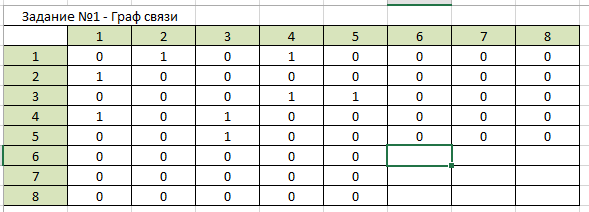 Задание №1 - Граф связи
1 2 3 4 5 6 7 8
1 0 1 0 1 0 0 0 0
2 1 0 0 0 0 0 0 0
3 0 0 0 1 1 0 0 0
4 1 0 1 0 0 0 0 0
5 0 0 1 0 0 0 0 0
6 0 0 0 0 0
7 0 0 0 0 0
8 0 0 0 0 0